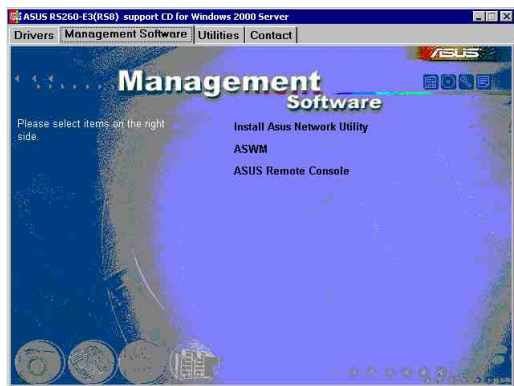 ASUS RS260-E3(RS8) support CD for Windows 2000 Server
Drivers Management Software Utilities Contact
ASUS
Management
Software
Please select items on the right
side.
Install Asus Network Utility
ASWM
ASUS Remote Console